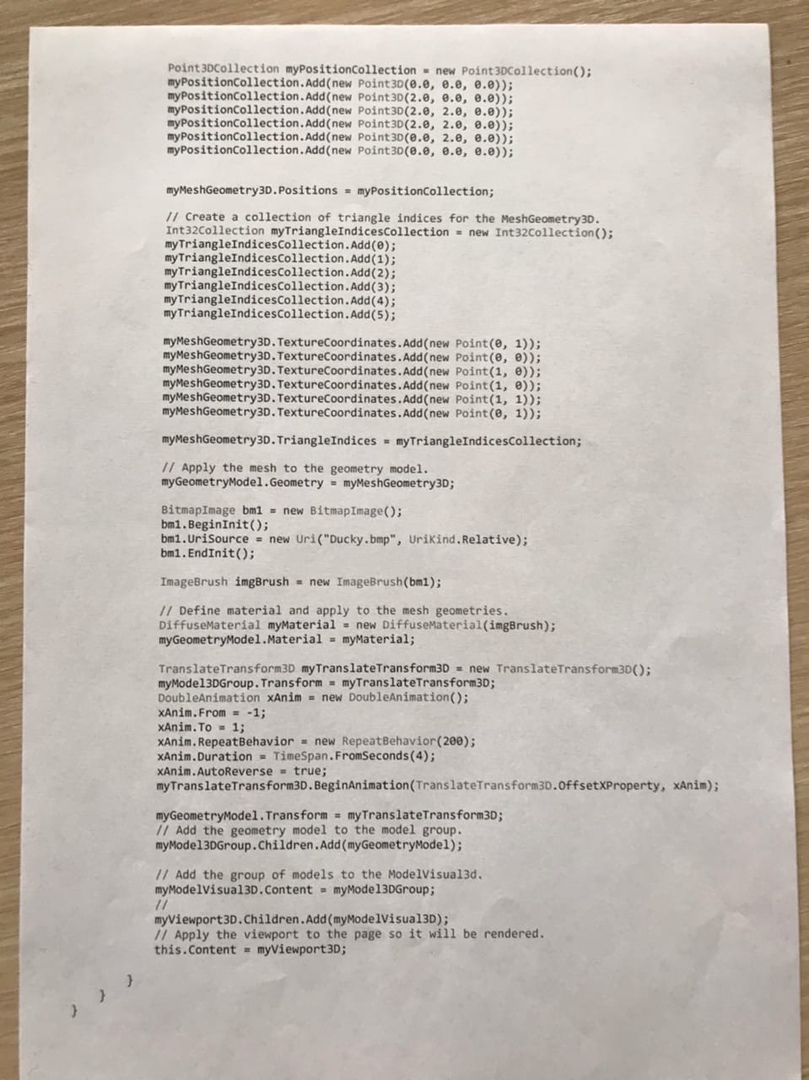 Point3DCollection myPositionCollection = new Point3DCollection();
myPositionCollection.Add(new Point3D(0.0, 0.0, 0.0));
myPositionCollection.Add(new Point3D(2.0, 0.0, 0.0));
myPositionCollection.Add(new Point3D(2.0, 2.0, 0.0));
myPositionCollection.Add(new Point3D(2.0, 2.0, 0.0));
myPositionCollection.Add(new Point3D(0.0, 2.0, 0.0));
myPositionCollection.Add(new Point3D(0.0, 0.0, 0.0));
myMeshGeometry3D.Positions = myPositionCollection;
// Create a collection of triangle indices for the MeshGeometry3D.
Int32Collection myTriangleIndicesCollection = new Int32Collection();
myTriangleIndicesCollection.Add(0);
myTriangleIndicesCollection.Add(1);
myTriangleIndicesCollection.Add(2);
myTriangleIndicesCollection.Add(3);
myTriangleIndicesCollection.Add(4);
myTriangleIndicesCollection.Add(5);
myMeshGeometry3D.TextureCoordinates.Add(new Point(0, 1));
myMeshGeometry3D.TextureCoordinates.Add(new Point(0, 0));
myMeshGeometry3D.TextureCoordinates.Add(new Point(1, 0));
myMeshGeometry3D.TextureCoordinates.Add(new Point(1, 0));
myMeshGeometry3D.TextureCoordinates.Add(new Point(1, 1));
myMeshGeometry3D.TextureCoordinates.Add(new Point(0, 1));
myMeshGeometry3D.TriangleIndices = myTriangleIndicesCollection;
// Apply the mesh to the geometry model.
myGeometryModel.Geometry = myMeshGeometry3D;
BitmapImage bm1 = new BitmapImage();
bm1.BeginInit();
bm1.UriSource = new Uri("Ducky.bmp", UriKind.Relative);
bm1.EndInit();
ImageBrush imgBrush = new ImageBrush(bm1);
// Define material and apply to the mesh geometries.
DiffuseMaterial myMaterial = new DiffuseMaterial(imgBrush);
myGeometryModel.Material = myMaterial;
TranslateTransform3D myTranslateTransform3D = new TranslateTransform3D();
myModel3DGroup.Transform = myTranslateTransform3D;
DoubleAnimation xAnim = new DoubleAnimation();
xAnim.From = -1;
xAnim.To = 1;
xAnim.RepeatBehavior = new RepeatBehavior(200);
xAnim.Duration = TimeSpan.FromSeconds(4);
xAnim.AutoReverse = true;
myTranslateTransform3D.BeginAnimation(TranslateTransform3D.OffsetXProperty, xAnim);
myGeometryModel.Transform = myTranslateTransform3D;
// Add the geometry model to the model group.
myModel3DGroup.Children.Add(myGeometryModel);
// Add the group of models to the ModelVisual3d.
myModelVisual3D.Content = myModel3DGroup;
//
myViewport3D.Children.Add(myModelVisual3D);
// Apply the viewport to the page so it will be rendered.
this.Content = myViewport3D;
}
}
}